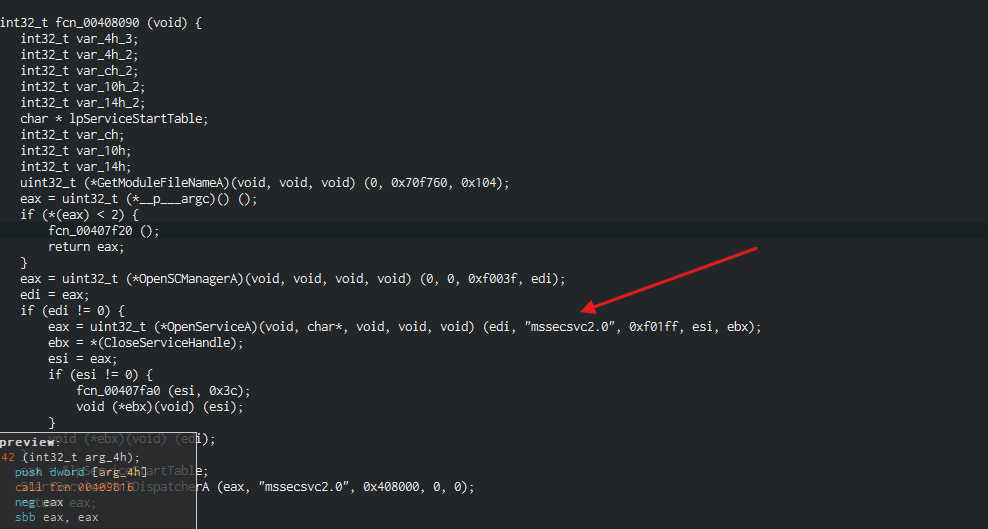 int32_t fcn_00408090 (void) {
int32_t var_4h_3;
int32_t var_4h_2;
int32_t var_ch_2;
int32_t var_10h_2;
int32_t var_14h_2;
char * lpServiceStartTable;
int32_t var_ch;
int32_t var_10h;
int32_t var_14h;
uint32_t (*GetModuleFileNameA)(void, void, void) (0, 0x70f760, 0x104);
eax = uint32_t (*__p___argc)() ();
if (*(eax) < 2) {
fcn_00407f20 ();
return eax;
}
eax = uint32_t (*OpenSCManagerA)(void, void, void, void) (0, 0, 0xf003f, edi);
edi = eax;
if (edi != 0) {
eax = uint32_t (*OpenServiceA)(void, char*, void, void, void) (edi, "mssecsvc2.0", 0xf01ff, esi, ebx);
ebx = *(CloseServiceHandle);
esi = eax;
if (esi != 0) {
fcn_00407fa0 (esi, 0x3c);
void (*ebx)(void) (esi);
}
void (*ebx)(void) (edi);
preview:
42 (int32_t arg_4h);
push dword [arg_4h]
call fcn.004098f6
neg eax
sbb eax, eax
DispatcherA (eax, "mssecsvc2.0", 0x408000, 0, 0);